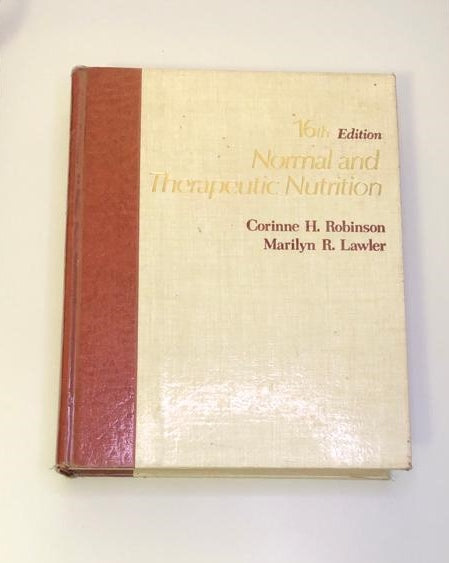 16th Edition
Normal and
Therapeutic Nutrition
Corinne H. Robinson
Marilyn R. Lawler